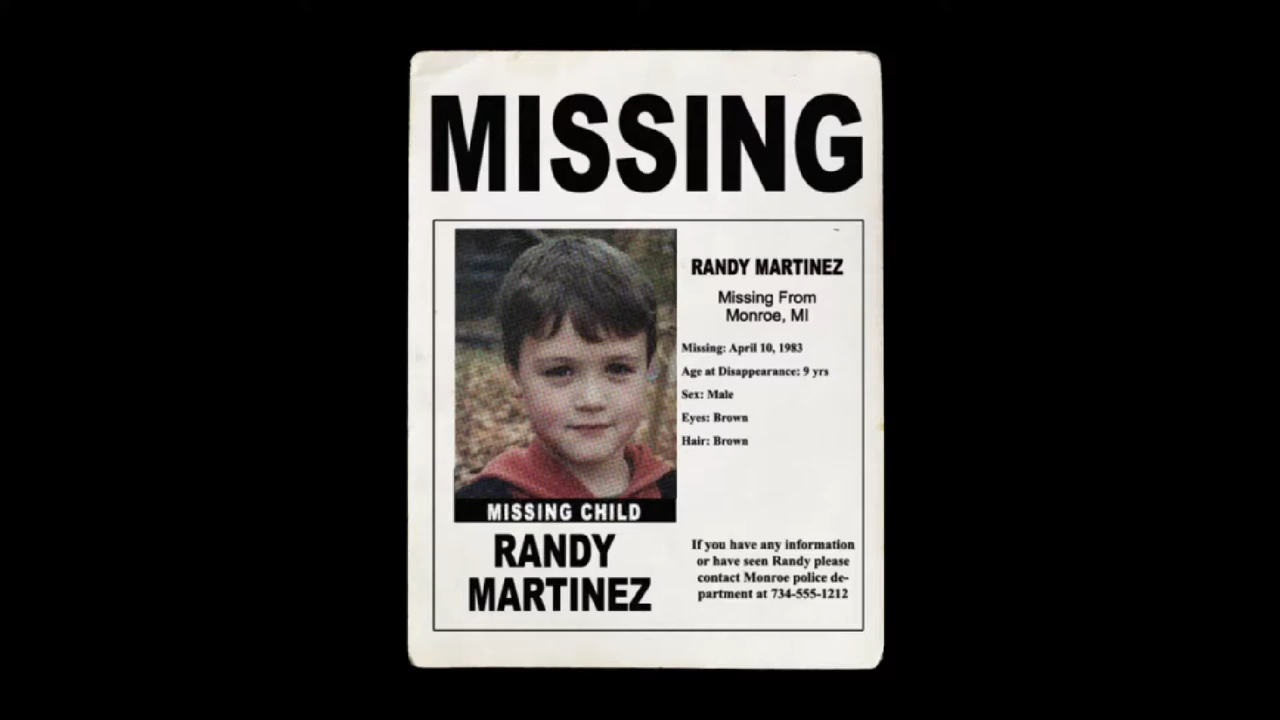 MISSING
RANDY MARTINEZ
Missing From
Monroe, MI
Missing: April 10, 1983
Age at Disappearance: 9 yrs
Sex: Male
Eyes: Brown
Hair: Brown
MISSING CHILD
RANDY
MARTINEZ
If you have any information
or have seen Randy please
contact Monroe police de-
partment at 734-555-1212